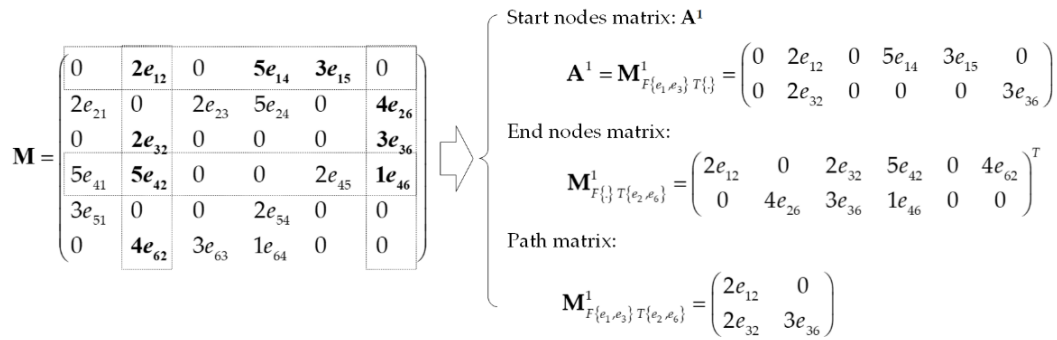 Start nodes matrix: A¹
A¹ = M¹_{F{e₁,e₃} T{.}} = ( 0 2e₁₂ 0 5e₁₄ 3e₁₅ 0
0 2e₃₂ 0 0 0 3e₃₆ )
End nodes matrix:
M¹_{F{.} T{e₂,e₆}} = ( 2e₁₂ 0 2e₃₂ 5e₄₂ 0 4e₆₂
0 4e₂₆ 3e₃₆ 1e₄₆ 0 0 )ᵀ
Path matrix:
M¹_{F{e₁,e₃} T{e₂,e₆}} = ( 2e₁₂ 0
2e₃₂ 3e₃₆ )
M = ( 0 2e₁₂ 0 5e₁₄ 3e₁₅ 0
2e₂₁ 0 2e₂₃ 5e₂₄ 0 4e₂₆
0 2e₃₂ 0 0 0 3e₃₆
5e₄₁ 5e₄₂ 0 0 2e₄₅ 1e₄₆
3e₅₁ 0 0 2e₅₄ 0 0
0 4e₆₂ 3e₆₃ 1e₆₄ 0 0 )